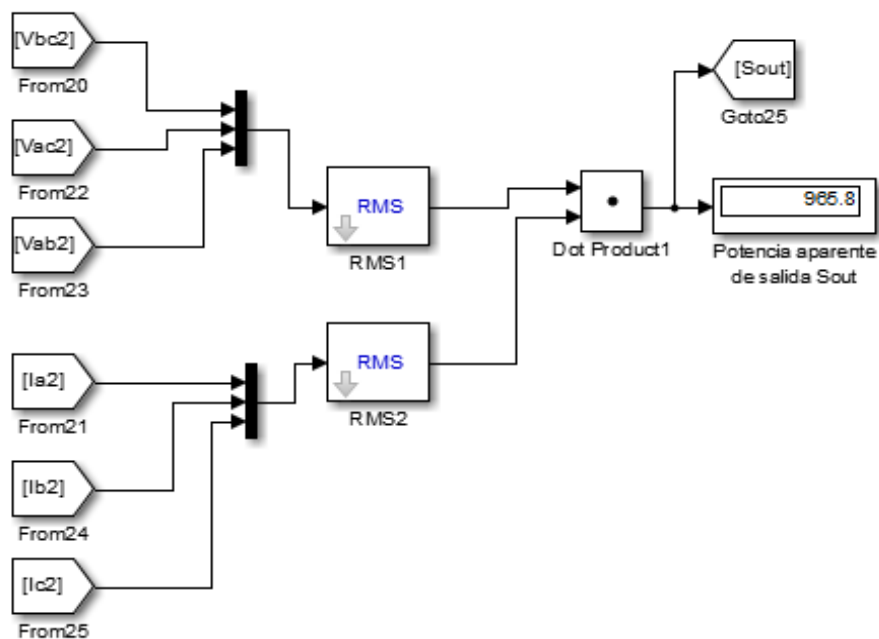 [Vbc2]
From20
[Vac2]
From22
[Vab2]
From23
RMS
RMS1
Dot Product1
[Sout]
Goto25
965.8
Potencia aparente
de salida Sout
[Ia2]
From21
[Ib2]
From24
[Ic2]
From25
RMS
RMS2